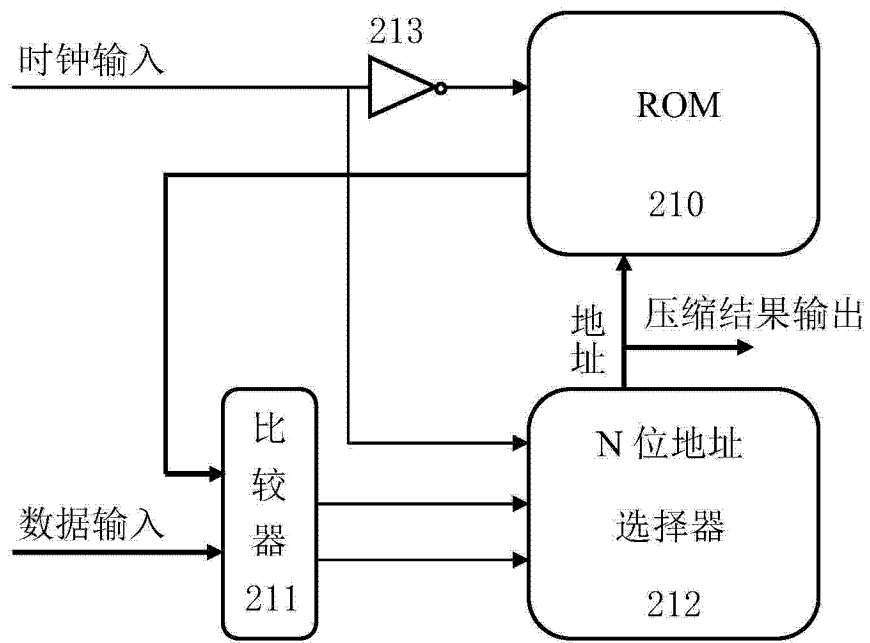 213
时钟输入
ROM
210
地址
压缩结果输出
比较器
211
数据输入
N 位地址
选择器
212